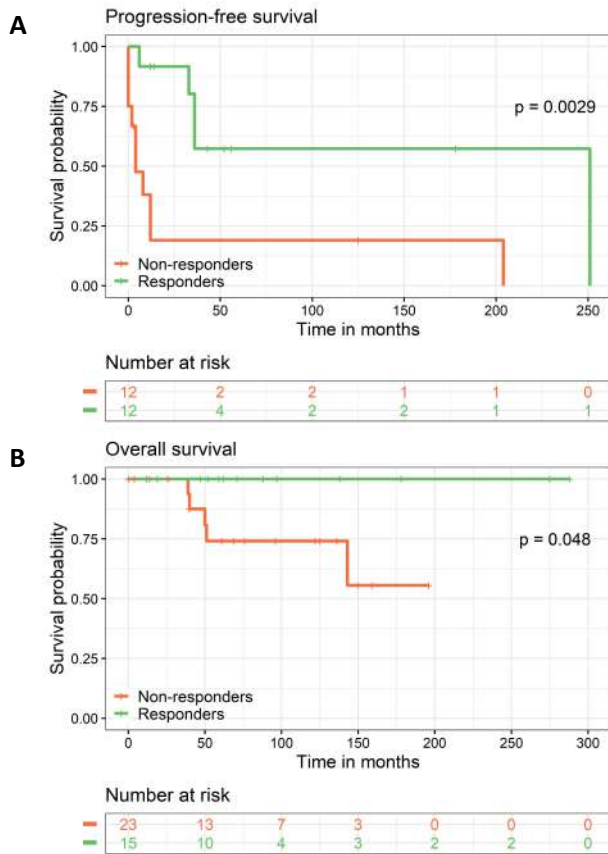 A
Progression-free survival
Survival probability
1.00
0.75
0.50
0.25
0.00
p = 0.0029
Non-responders
Responders
0 50 100 150 200 250
Time in months
Number at risk
12 2 2 1 1 0
12 4 2 2 1 1
B
Overall survival
Survival probability
1.00
0.75
0.50
0.25
0.00
p = 0.048
Non-responders
Responders
0 50 100 150 200 250 300
Time in months
Number at risk
23 13 7 3 0 0 0
15 10 4 3 2 2 0